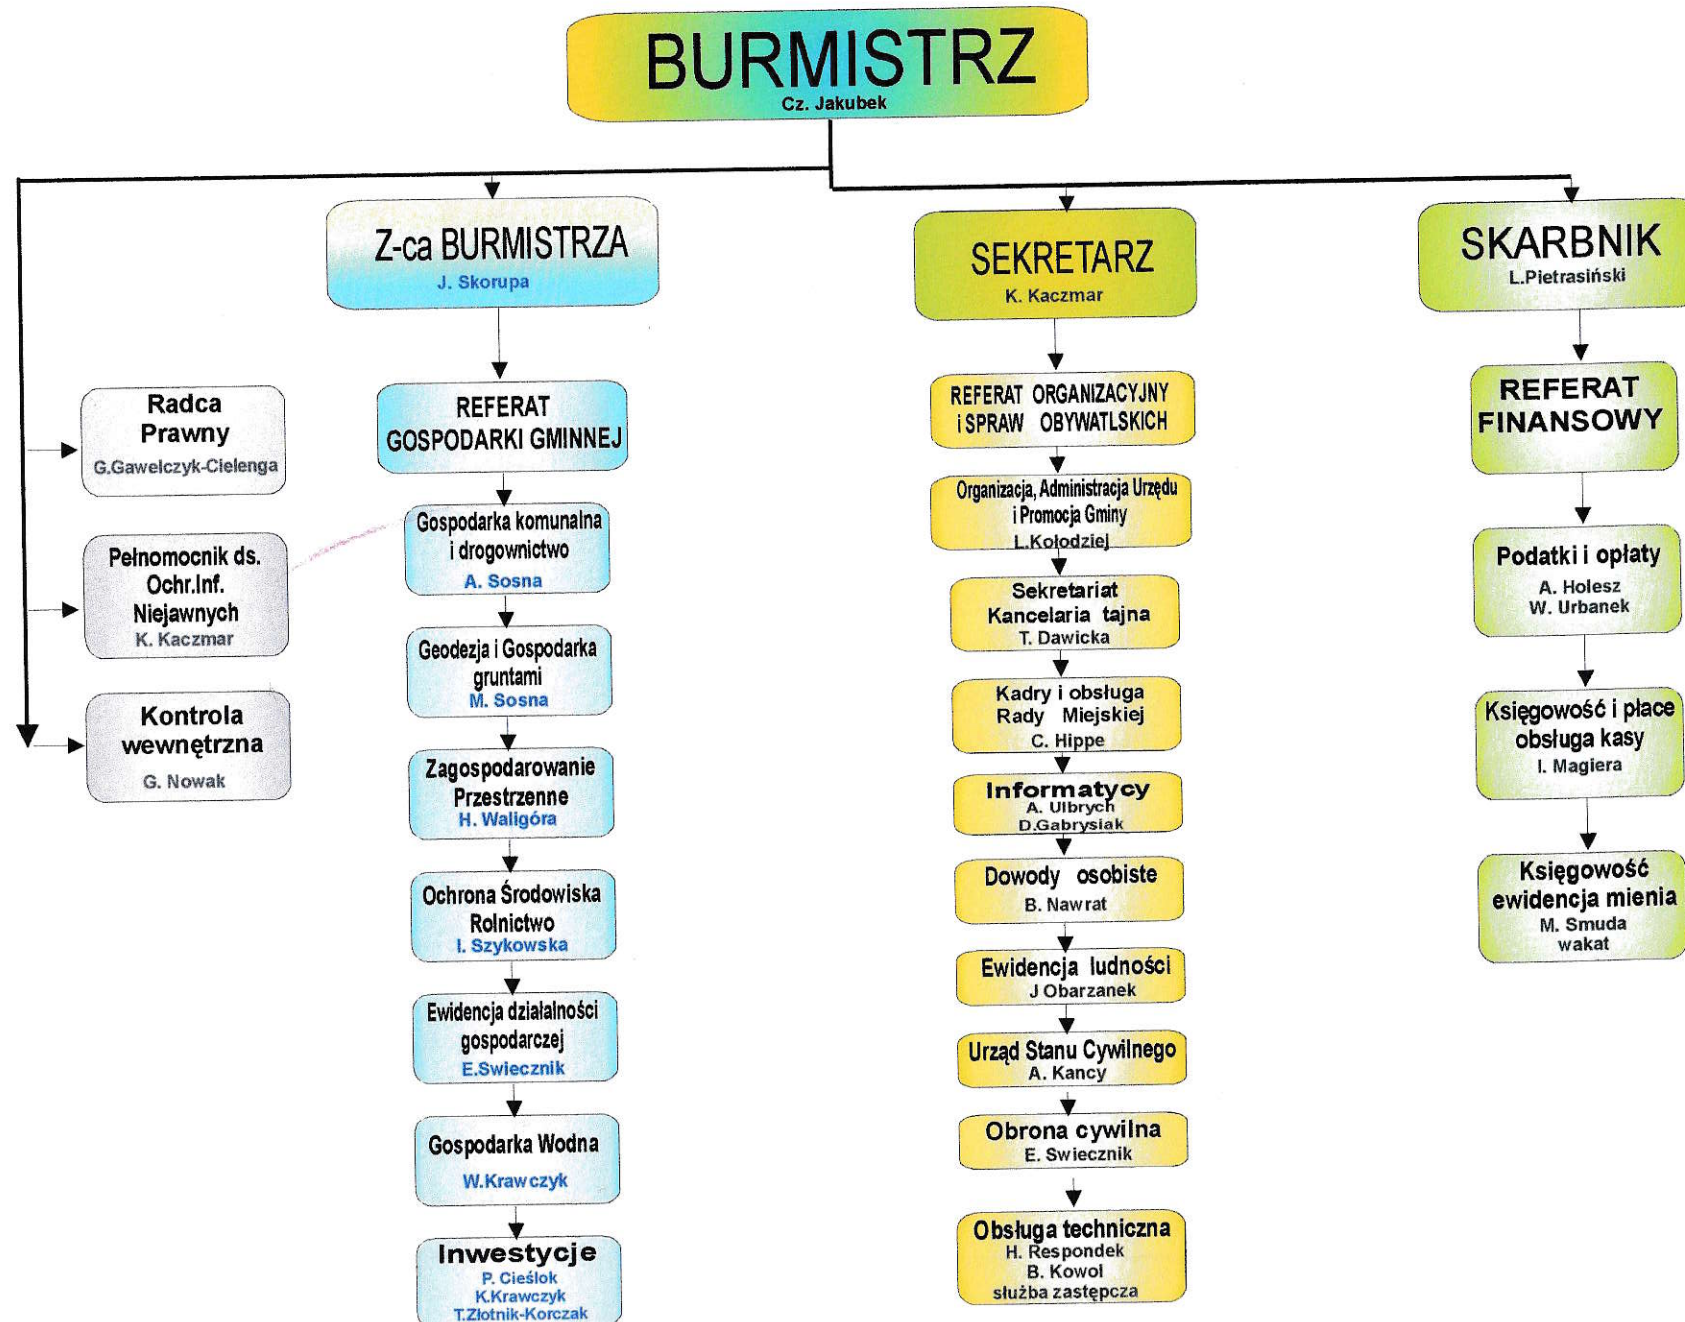 BURMISTRZ
Cz. Jakubek
Z-ca BURMISTRZA
J. Skorupa
SEKRETARZ
K. Kaczmar
SKARBNIK
L.Pietrasiński
Radca
Prawny
G.Gawelczyk-Cielenga
Pełnomocnik ds.
Ochr.Inf.
Niejawnych
K. Kaczmar
Kontrola
wewnętrzna
G. Nowak
REFERAT
GOSPODARKI GMINNEJ
Gospodarka komunalna
i drogownictwo
A. Sosna
Geodezja i Gospodarka
gruntami
M. Sosna
Zagospodarowanie
Przestrzenne
H. Waligóra
Ochrona Środowiska
Rolnictwo
I. Szykowska
Ewidencja działalności
gospodarczej
E.Swiecznik
Gospodarka Wodna
W.Krawczyk
Inwestycje
P. Cieślok
K.Krawczyk
T.Złotnik-Korczak
REFERAT ORGANIZACYJNY
i SPRAW OBYWATLSKICH
Organizacja, Administracja Urzędu
i Promocja Gminy
L.Kołodziej
Sekretariat
Kancelaria tajna
T. Dawicka
Kadry i obsługa
Rady Miejskiej
C. Hippe
Informatycy
A. Ulbrych
D.Gabrysiak
Dowody osobiste
B. Nawrat
Ewidencja ludności
J Obarzanek
Urząd Stanu Cywilnego
A. Kancy
Obrona cywilna
E. Swiecznik
Obsługa techniczna
H. Respondek
B. Kowol
służba zastępcza
REFERAT
FINANSOWY
Podatki i opłaty
A. Holesz
W. Urbanek
Księgowość i płace
obsługa kasy
I. Magiera
Księgowość
ewidencja mienia
M. Smuda
wakat